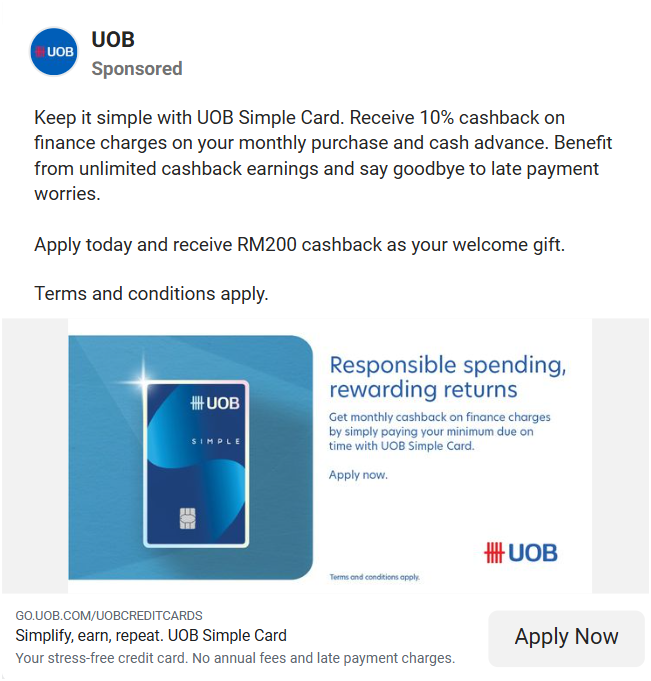 UOB
UOB
Sponsored
Keep it simple with UOB Simple Card. Receive 10% cashback on
finance charges on your monthly purchase and cash advance. Benefit
from unlimited cashback earnings and say goodbye to late payment
worries.
Apply today and receive RM200 cashback as your welcome gift.
Terms and conditions apply.
UOB
SIMPLE
Responsible spending,
rewarding returns
Get monthly cashback on finance charges
by simply paying your minimum due on
time with UOB Simple Card.
Apply now.
UOB
Terms and conditions apply.
GO.UOB.COM/UOBCREDITCARDS
Simplify, earn, repeat. UOB Simple Card
Your stress-free credit card. No annual fees and late payment charges.
Apply Now